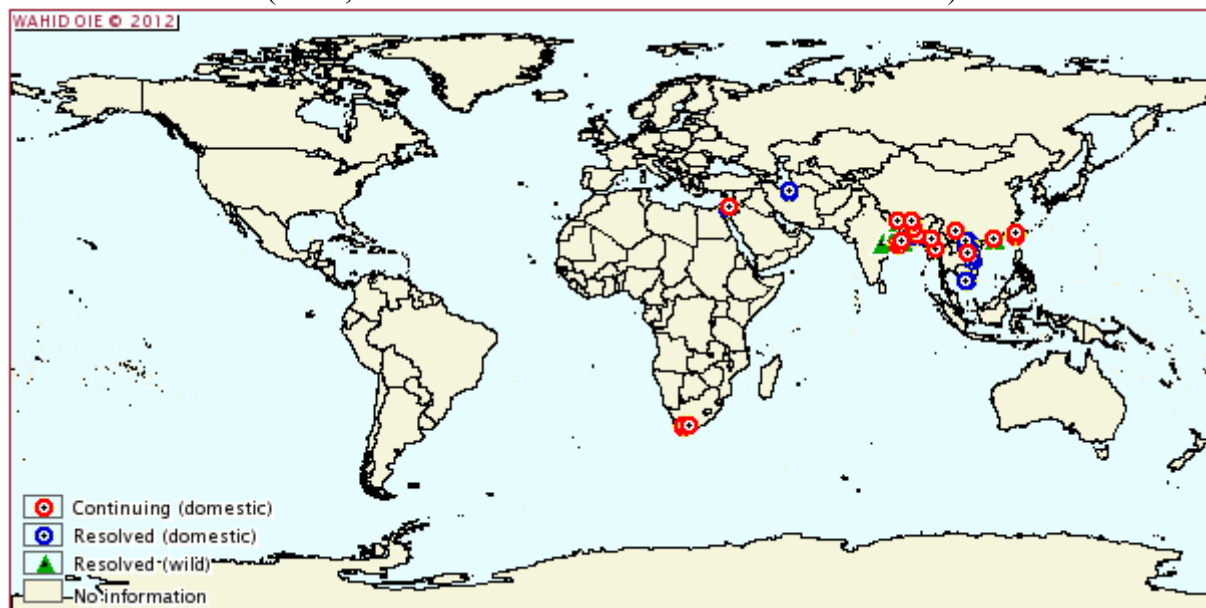 WAHID OIE © 2012
Continuing (domestic)
Resolved (domestic)
Resolved (wild)
No information